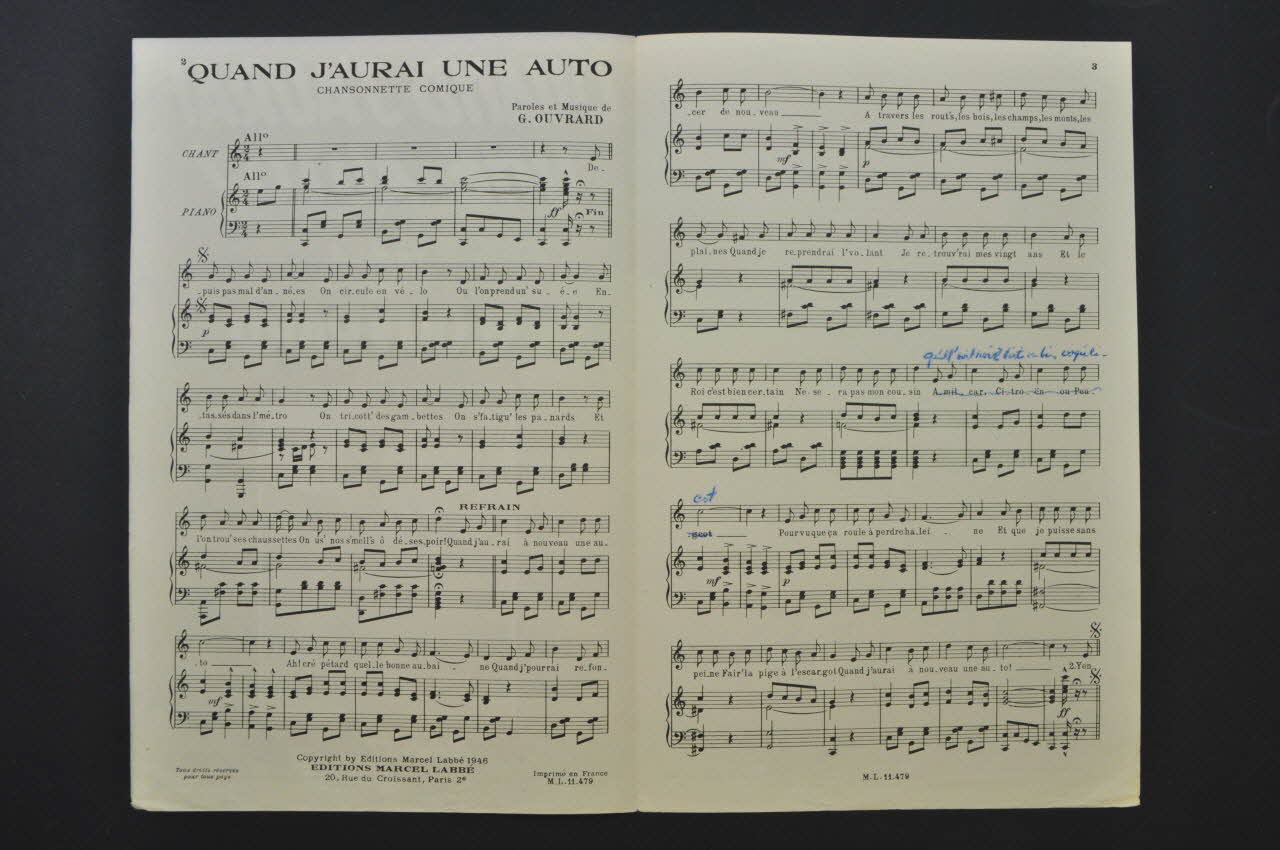 2
QUAND J'AURAI UNE AUTO
CHANSONNETTE COMIQUE
Paroles et Musique de
G. OUVRARD
Allº
CHANT
De-
Allº
PIANO
ff
Fin
-puis pas mal d'an-né-es On cir-cule en vé-lo Ou l'on prend un' su-é-e En-
p
-tas-sés dans l'mé-tro On tri-cott' des gam-bettes On s'fa-tigu' les pa-nards Et
REFRAIN
l'on trou' ses chaussettes On us' nos s'mell's ô dé-ses-poir! Quand j'au-rai à nouveau une au-
-to Ah! cré pétard quel-le bonne au-bai-ne Quand j'pourrai re-fon-
mf
Copyright by Editions Marcel Labbé 1946
EDITIONS MARCEL LABBÉ
20, Rue du Croissant, Paris 2e
Tous droits réservés
pour tous pays
Imprimé en France
M.L. 11.479
3
-cer de nou-veau A travers les rout's, les bois, les champs, les monts, les
mf
p
plai-nes Quand je re-prendrai l'vo-lant Je re-trouv'rai mes vingt ans Et le
Roi c'est bien cer-tain Ne se-ra pas mon cou-sin A-mil-car, Ci-tro-ën ou Peu-
est
-geot Pourvu que ça roule à perdre ha-lei-ne Et que je puisse sans
mf
p
pei-ne Fair' la pige à l'escargot Quand j'aurai à nou-veau une au-to! 2. Yen
ff
M.L. 11.479